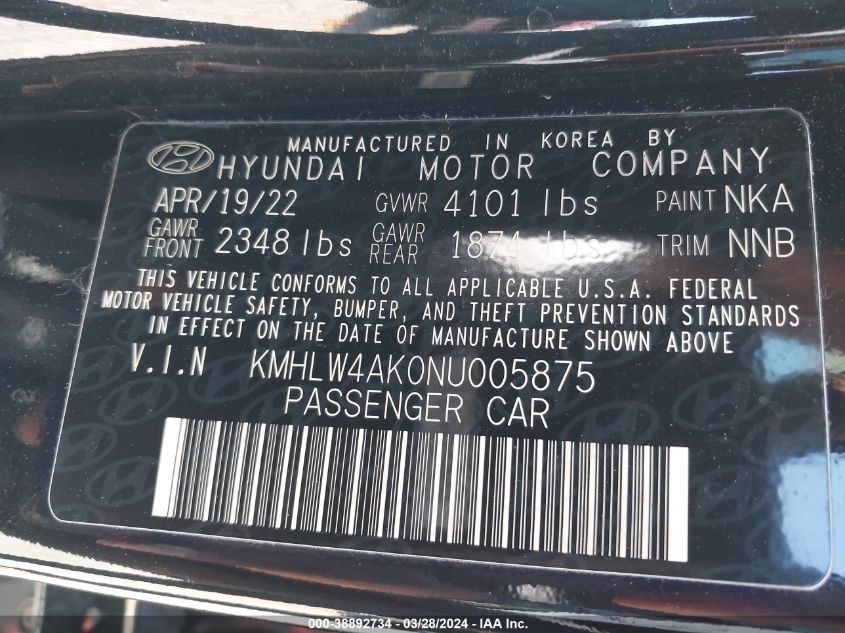 MANUFACTURED IN KOREA BY
HYUNDAI MOTOR COMPANY
APR/19/22 GVWR 4101 lbs PAINT NKA
GAWR FRONT 2348 lbs GAWR REAR 1874 lbs TRIM NNB
THIS VEHICLE CONFORMS TO ALL APPLICABLE U.S.A. FEDERAL
MOTOR VEHICLE SAFETY, BUMPER, AND THEFT PREVENTION STANDARDS
IN EFFECT ON THE DATE OF MANUFACTURE SHOWN ABOVE
V.I.N KMHLW4AK0NU005875
PASSENGER CAR
000-38892734 - 03/28/2024 - IAA Inc.